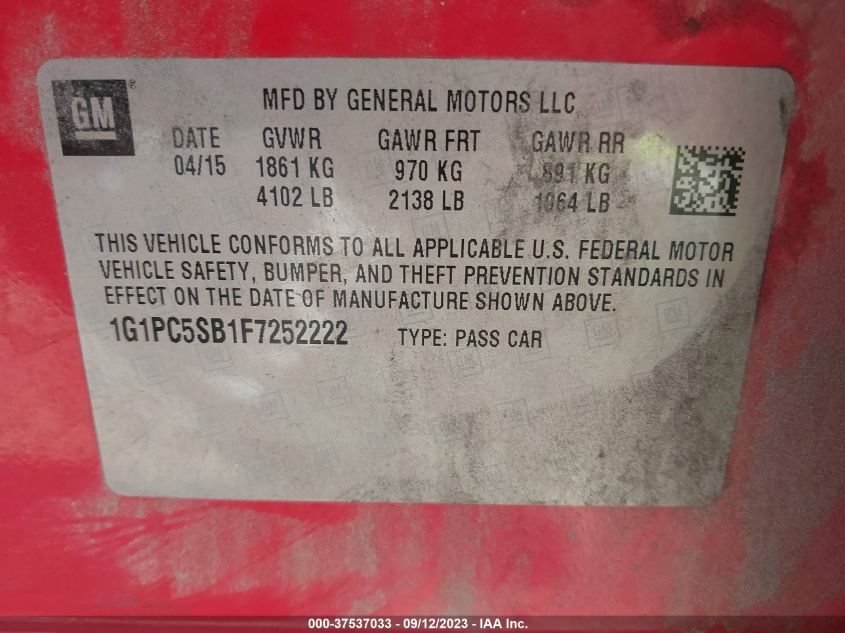 GM
MFD BY GENERAL MOTORS LLC
DATE GVWR GAWR FRT GAWR RR
04/15 1861 KG 970 KG 891 KG
4102 LB 2138 LB 1964 LB
THIS VEHICLE CONFORMS TO ALL APPLICABLE U.S. FEDERAL MOTOR
VEHICLE SAFETY, BUMPER, AND THEFT PREVENTION STANDARDS IN
EFFECT ON THE DATE OF MANUFACTURE SHOWN ABOVE.
1G1PC5SB1F7252222 TYPE: PASS CAR
000-37537033 - 09/12/2023 - IAA Inc.